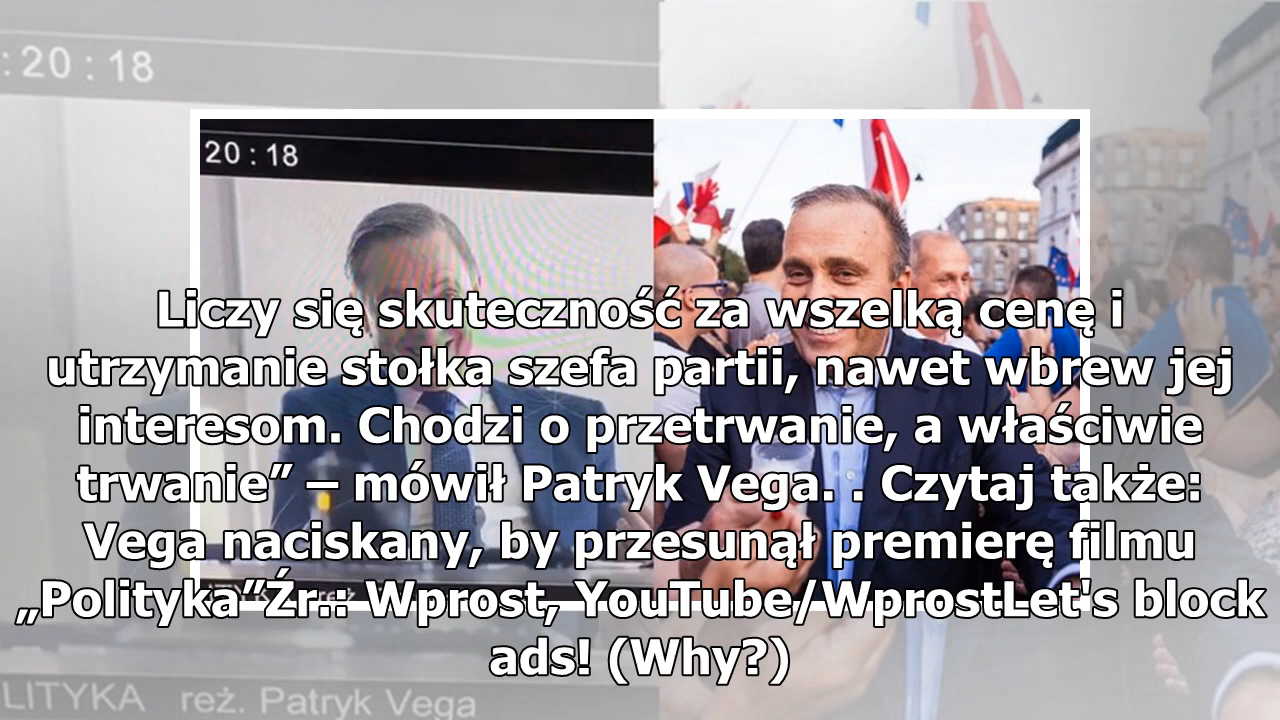 :20 : 18
20 : 18
Liczy się skuteczność za wszelką cenę i
utrzymanie stołka szefa partii, nawet wbrew jej
interesom. Chodzi o przetrwanie, a właściwie
trwanie” – mówił Patryk Vega. . Czytaj także:
Vega naciskany, by przesunął premierę filmu
„Polityka”Źr.: Wprost, YouTube/WprostLet's block
ads! (Why?)
LITYKA reż. Patryk Vega